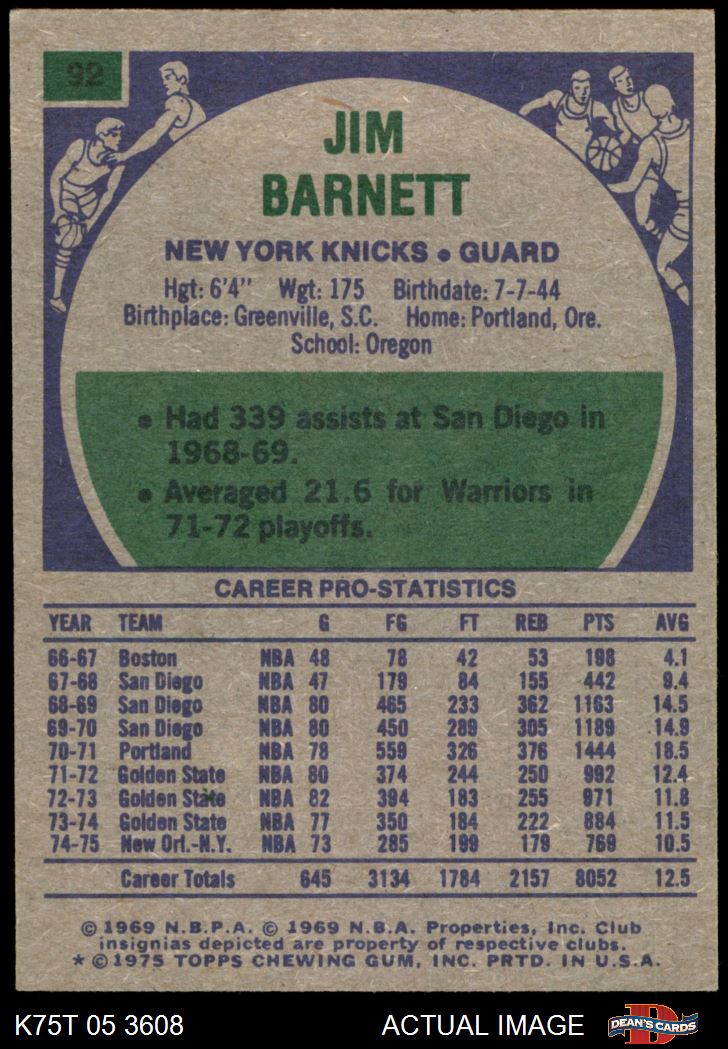 92
JIM
BARNETT
NEW YORK KNICKS • GUARD
Hgt: 6'4" Wgt: 175 Birthdate: 7-7-44
Birthplace: Greenville, S.C. Home: Portland, Ore.
School: Oregon
• Had 339 assists at San Diego in
1968-69.
• Averaged 21.6 for Warriors in
71-72 playoffs.
CAREER PRO-STATISTICS
YEAR TEAM G FG FT REB PTS AVG
66-67 Boston NBA 48 78 42 53 198 4.1
67-68 San Diego NBA 47 179 84 155 442 9.4
68-69 San Diego NBA 80 465 233 362 1163 14.5
69-70 San Diego NBA 80 450 289 305 1189 14.9
70-71 Portland NBA 78 559 326 376 1444 18.5
71-72 Golden State NBA 80 374 244 250 992 12.4
72-73 Golden State NBA 82 394 183 255 971 11.8
73-74 Golden State NBA 77 350 184 222 884 11.5
74-75 New Orl.-N.Y. NBA 73 285 199 179 769 10.5
Career Totals 645 3134 1784 2157 8052 12.5
© 1969 N.B.P.A. © 1969 N.B.A. Properties, Inc. Club
insignias depicted are property of respective clubs.
* © 1975 TOPPS CHEWING GUM, INC. PRTD. IN U.S.A.
K75T 05 3608 ACTUAL IMAGE D DEAN'S CARDS